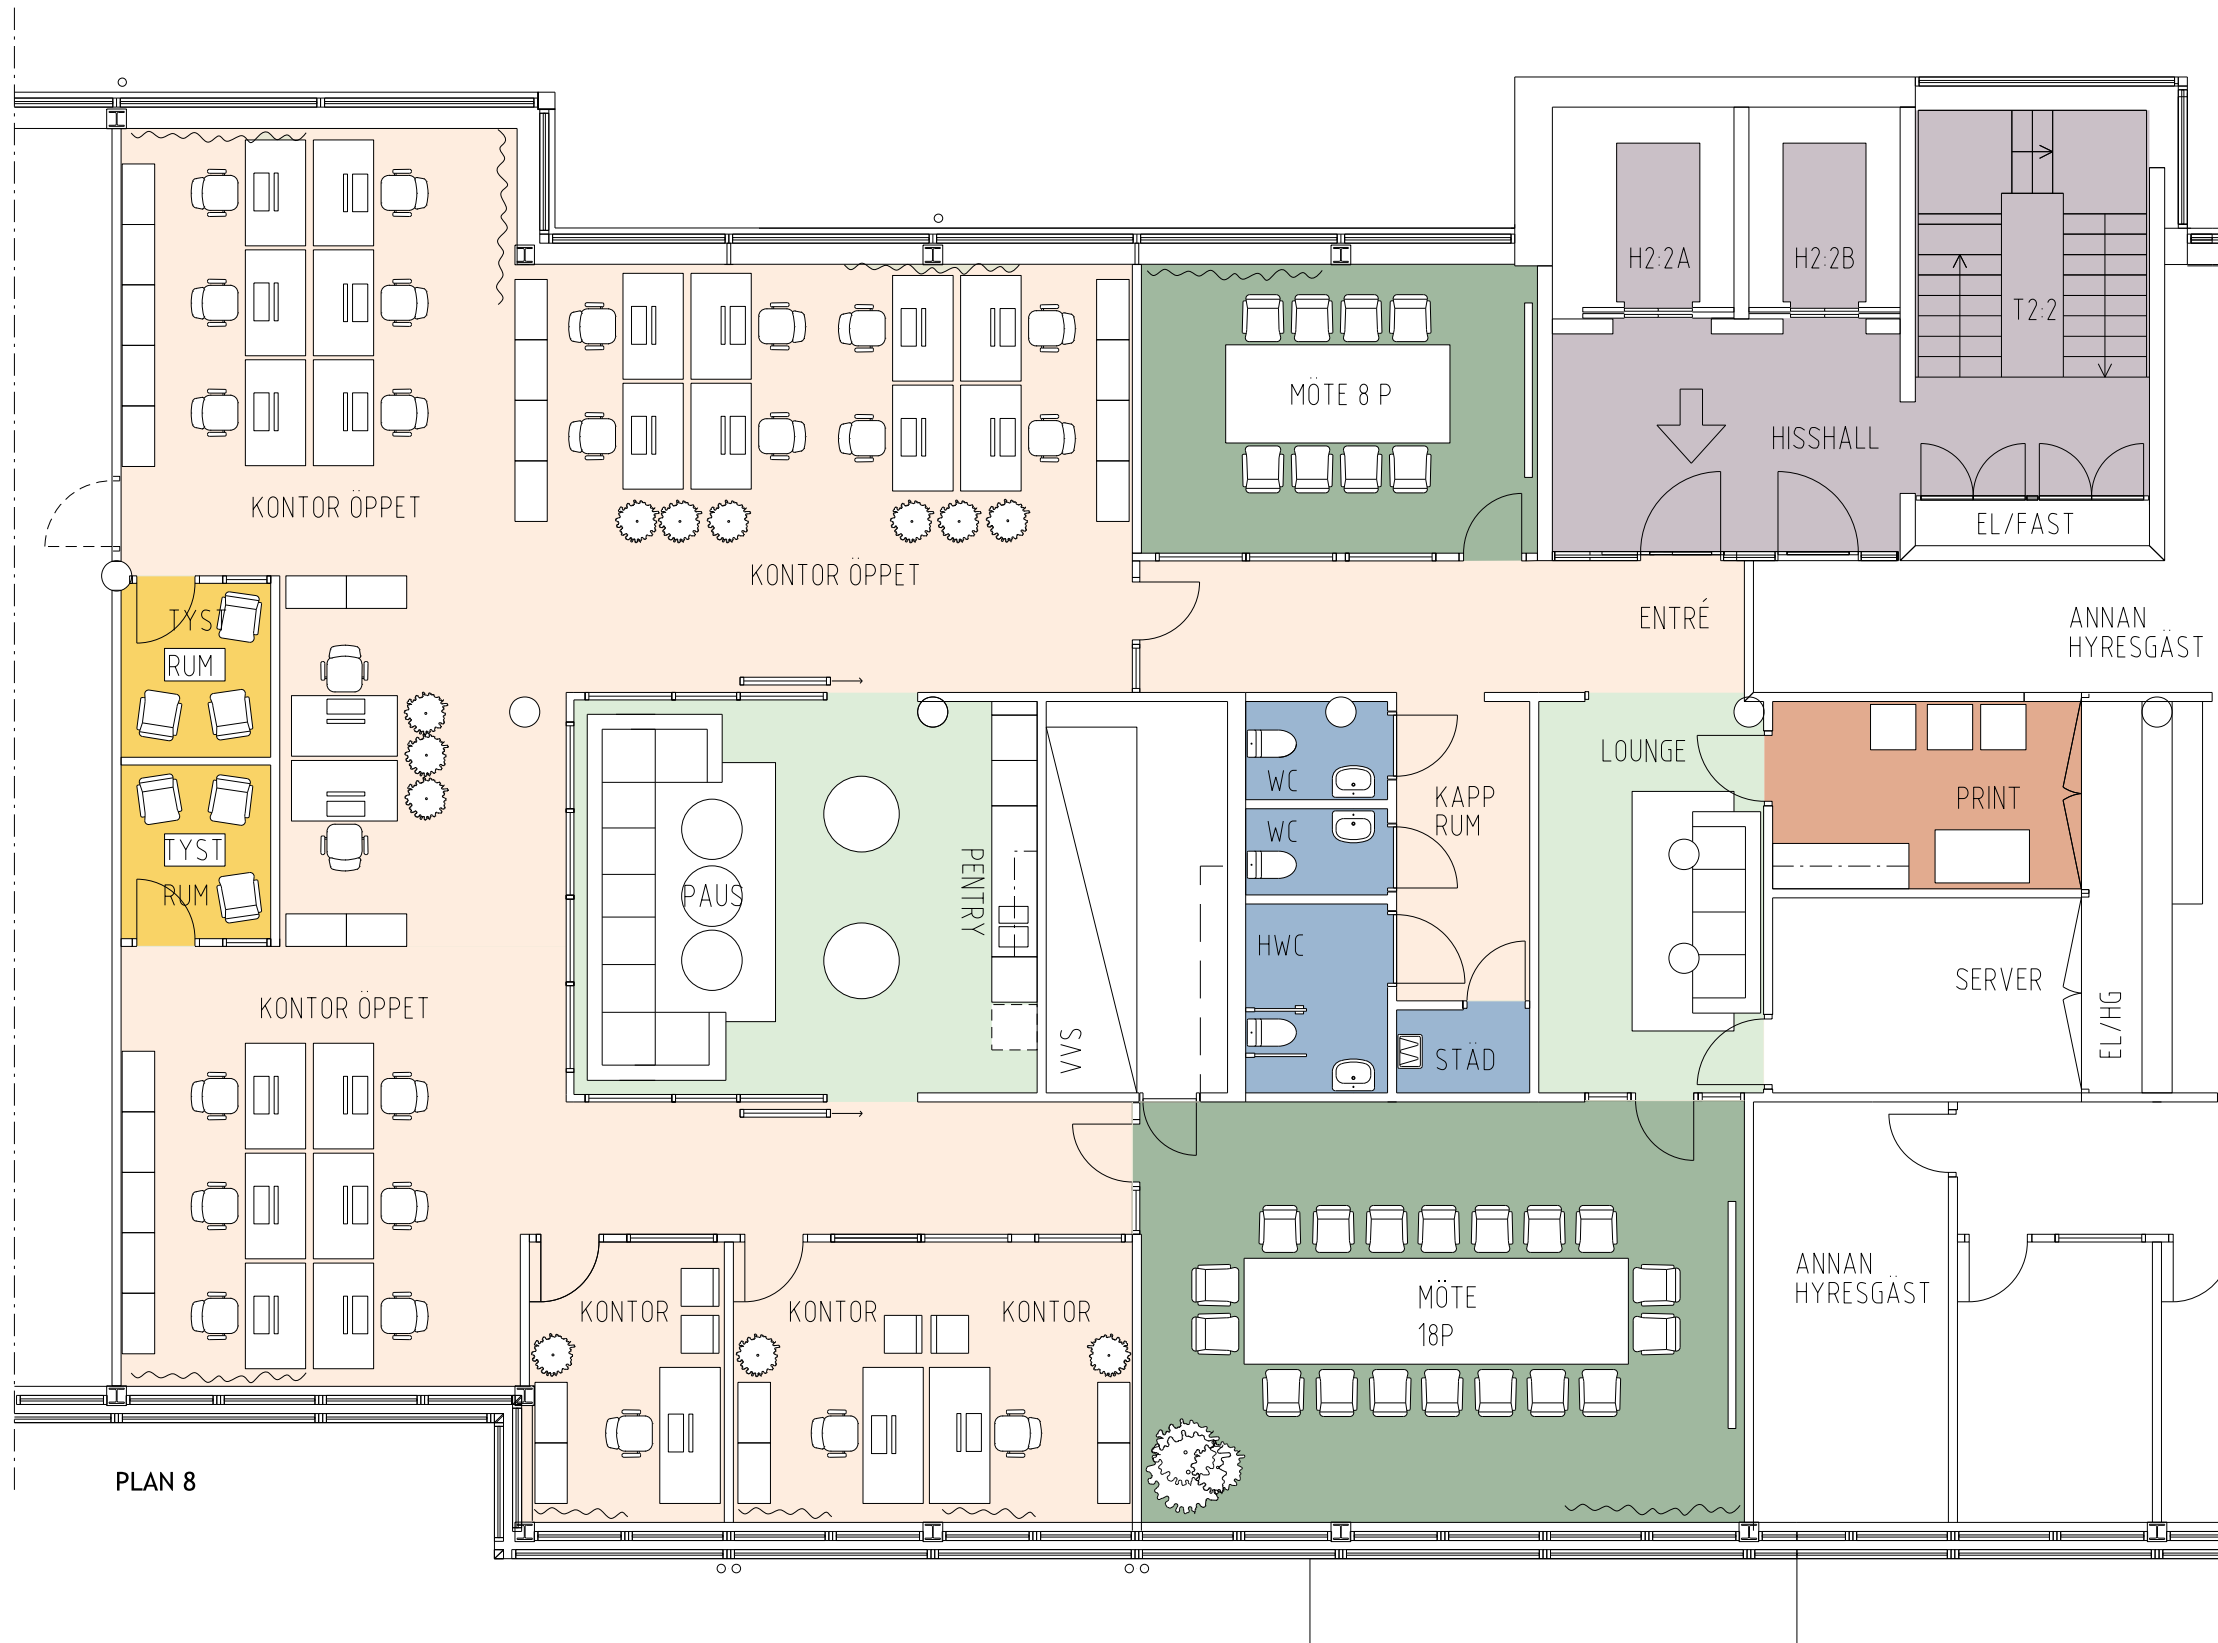 H2:2A
H2:2B
T2:2
MÖTE 8 P
HISSHALL
KONTOR ÖPPET
EL/FAST
KONTOR ÖPPET
TYST
RUM
ENTRÉ
ANNAN
HYRESGÄST
LOUNGE
WC
KAPP
RUM
PRINT
WC
TYST
RUM
PAUS
PENTRY
HWC
SERVER
KONTOR ÖPPET
VVS
STÄD
EL/HG
KONTOR
KONTOR
KONTOR
MÖTE
18P
ANNAN
HYRESGÄST
PLAN 8